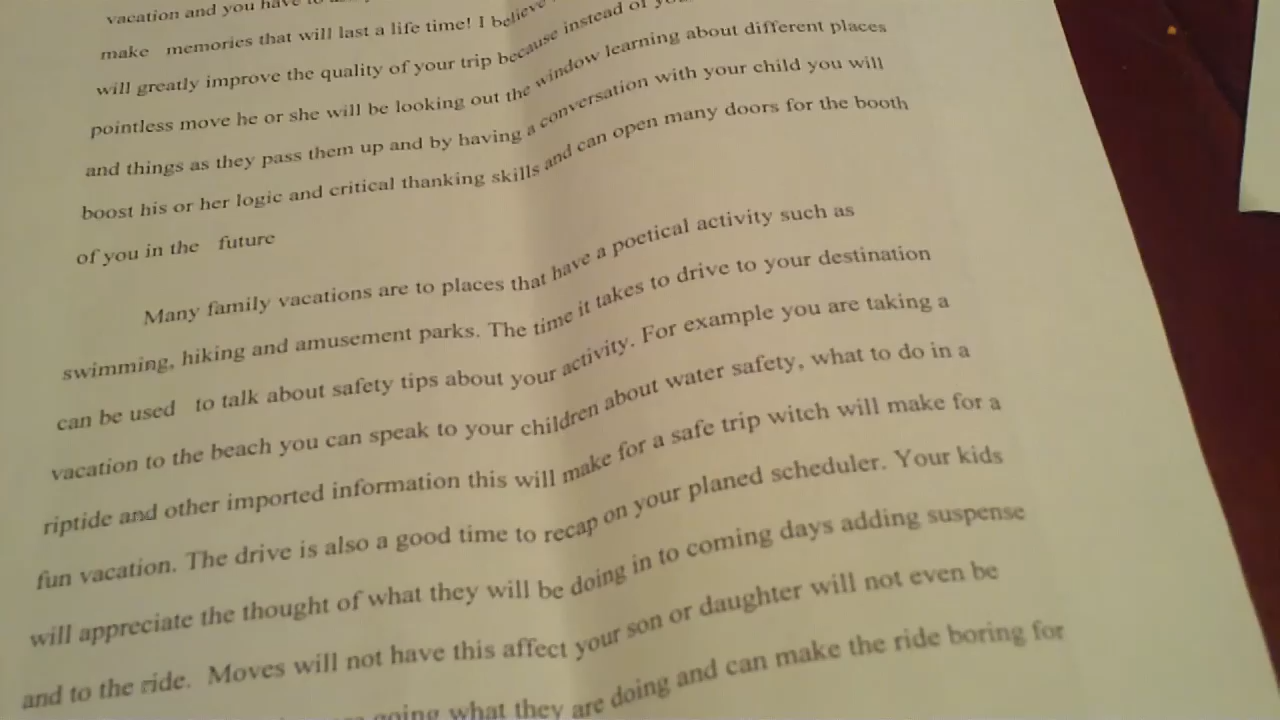 vacation and you have to
make memories that will last a life time! I believe
will greatly improve the quality of your trip because instead of
pointless move he or she will be looking out the window learning about different places
and things as they pass them up and by having a conversation with your child you will
boost his or her logic and critical thanking skills and can open many doors for the booth
of you in the future
Many family vacations are to places that have a poetical activity such as
swimming, hiking and amusement parks. The time it takes to drive to your destination
can be used to talk about safety tips about your activity. For example you are taking a
vacation to the beach you can speak to your children about water safety, what to do in a
riptide and other imported information this will make for a safe trip witch will make for a
fun vacation. The drive is also a good time to recap on your planed scheduler. Your kids
will appreciate the thought of what they will be doing in to coming days adding suspense
and to the ride. Moves will not have this affect your son or daughter will not even be
going what they are doing and can make the ride boring for